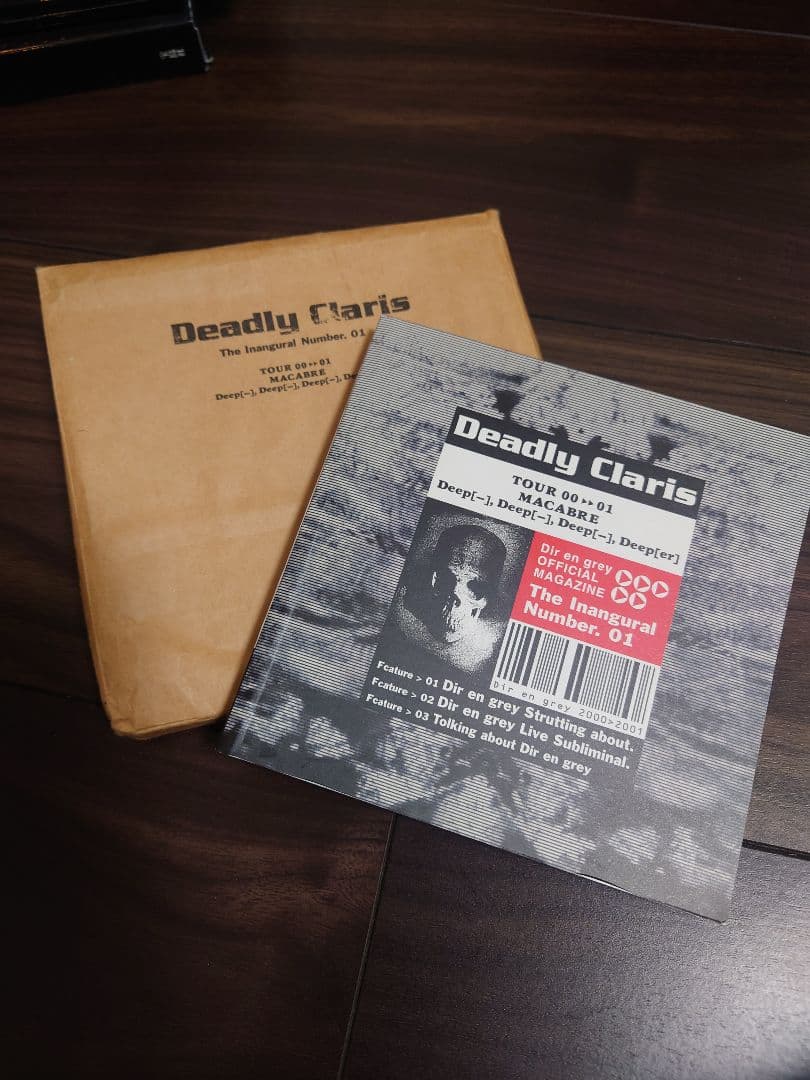 Deadly Claris
The Inangural Number. 01
TOUR 00▸▸01
MACABRE
Deep[–], Deep[–], Deep[–],
Deadly Claris
TOUR 00▸▸01
MACABRE
Deep[–], Deep[–], Deep[–], Deep[er]
Dir en grey
OFFICIAL
MAGAZINE
The Inangural
Number. 01
Dir en grey 2000>2001
Fcature > 01 Dir en grey Strutting about.
Fcature > 02 Dir en grey Live Subliminal.
Fcature > 03 Tolking about Dir en grey